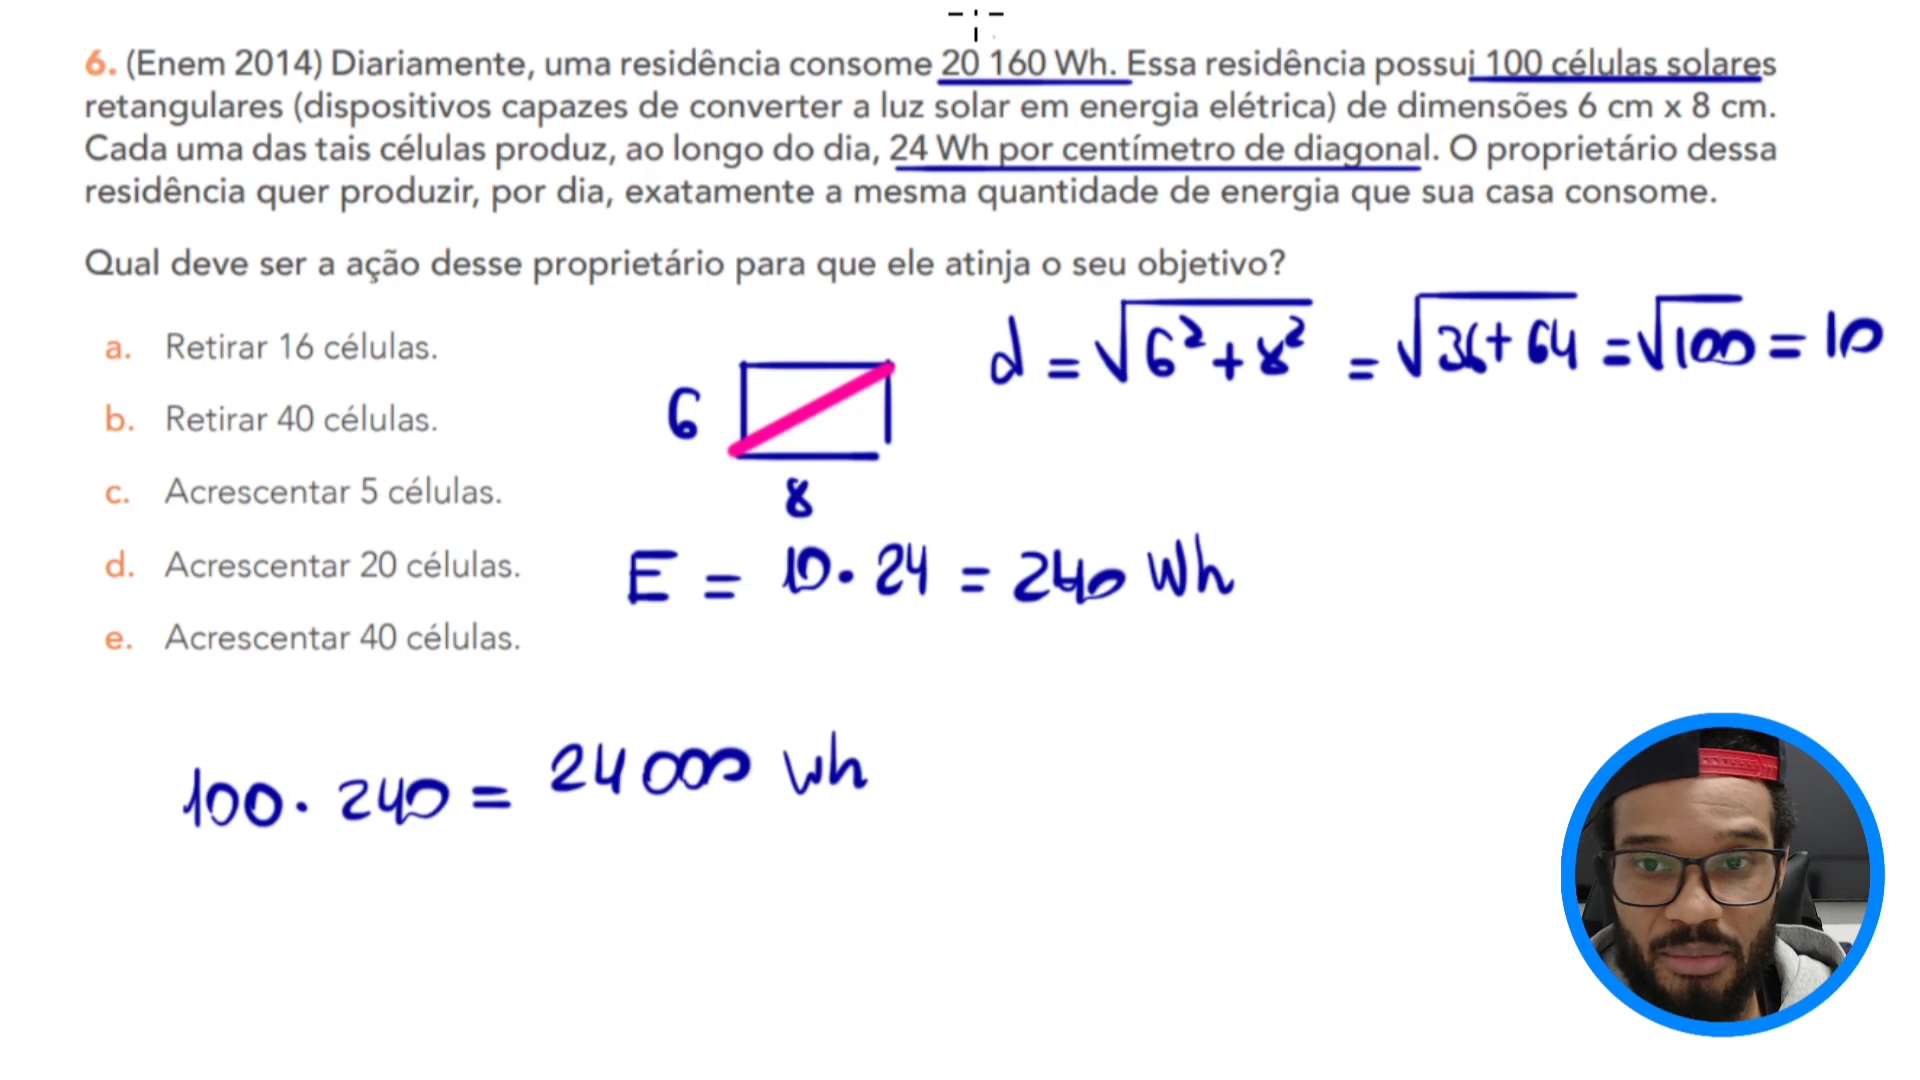 6. (Enem 2014) Diariamente, uma residência consome 20 160 Wh. Essa residência possui 100 células solares
retangulares (dispositivos capazes de converter a luz solar em energia elétrica) de dimensões 6 cm x 8 cm.
Cada uma das tais células produz, ao longo do dia, 24 Wh por centímetro de diagonal. O proprietário dessa
residência quer produzir, por dia, exatamente a mesma quantidade de energia que sua casa consome.
Qual deve ser a ação desse proprietário para que ele atinja o seu objetivo?
d = √6² + 8² = √36 + 64 = √100 = 10
a. Retirar 16 células.
b. Retirar 40 células.
c. Acrescentar 5 células.
d. Acrescentar 20 células.
e. Acrescentar 40 células.
6
8
E = 10 · 24 = 240 Wh
100 · 240 = 24 000 Wh